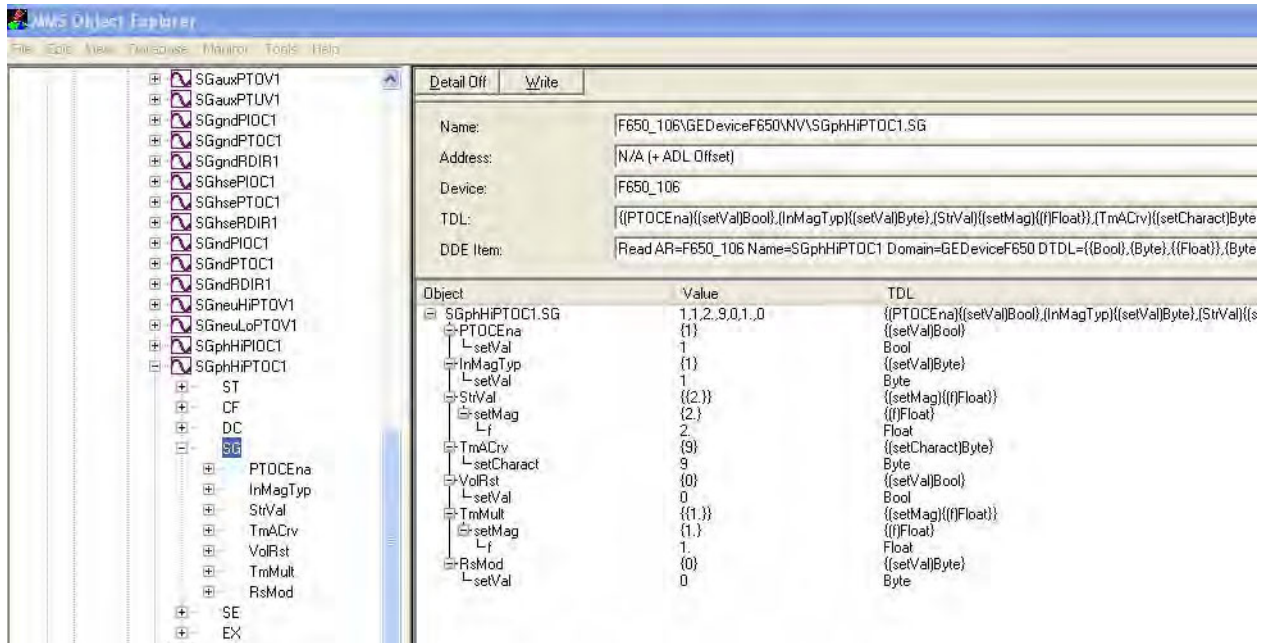 MMS Object Explorer
File Edit View Database Monitor Tools Help
SGauxPTOV1
SGauxPTUV1
SGgndPIOC1
SGgndPTOC1
SGgndRDIR1
SGhsePIOC1
SGhsePTOC1
SGhseRDIR1
SGndPIOC1
SGndPTOC1
SGndRDIR1
SGneuHiPTOV1
SGneuLoPTOV1
SGphHiPIOC1
SGphHiPTOC1
ST
CF
DC
SG
PTOCEna
InMagTyp
StrVal
TmACrv
VolRst
TmMult
RsMod
SE
EX
Detail Off Write
Name: F650_106\GEDeviceF650\NV\SGphHiPTOC1.SG
Address: N/A (+ ADL Offset)
Device: F650_106
TDL: {(PTOCEna){(setVal)Bool},(InMagTyp){(setVal)Byte},(StrVal){(setMag){(f)Float}},(TmACrv){(setCharact)Byte
DDE Item: Read AR=F650_106 Name=SGphHiPTOC1 Domain=GEDeviceF650 DTDL={{Bool},{Byte},{{Float}},{Byte
Object Value TDL
SGphHiPTOC1.SG 1,1,2.,9,0,1.,0 {(PTOCEna){(setVal)Bool},(InMagTyp){(setVal)Byte},(StrVal){(s
PTOCEna {1} {(setVal)Bool}
setVal 1 Bool
InMagTyp {1} {(setVal)Byte}
setVal 1 Byte
StrVal {{2.}} {(setMag){(f)Float}}
setMag {2.} {(f)Float}
f 2. Float
TmACrv {9} {(setCharact)Byte}
setCharact 9 Byte
VolRst {0} {(setVal)Bool}
setVal 0 Bool
TmMult {{1.}} {(setMag){(f)Float}}
setMag {1.} {(f)Float}
f 1. Float
RsMod {0} {(setVal)Byte}
setVal 0 Byte